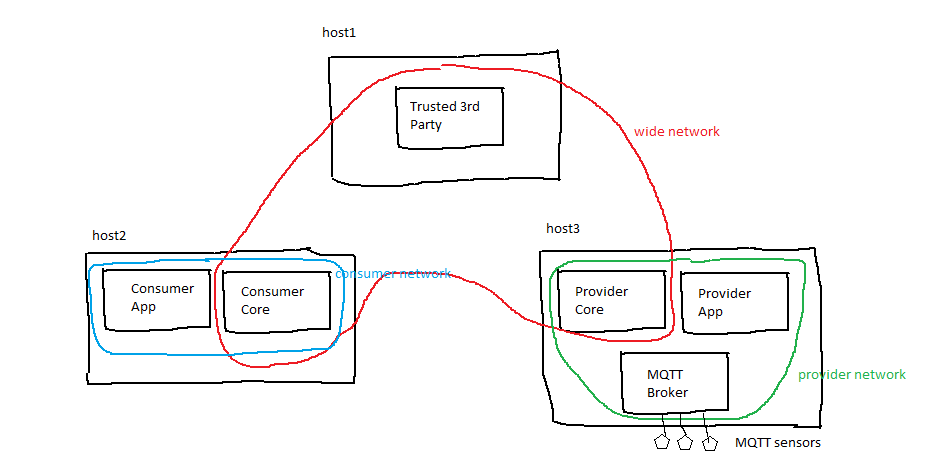 host1
Trusted 3rd
Party
wide network
host2
host3
consumer network
Consumer
App
Consumer
Core
Provider
Core
Provider
App
MQTT
Broker
provider network
MQTT sensors